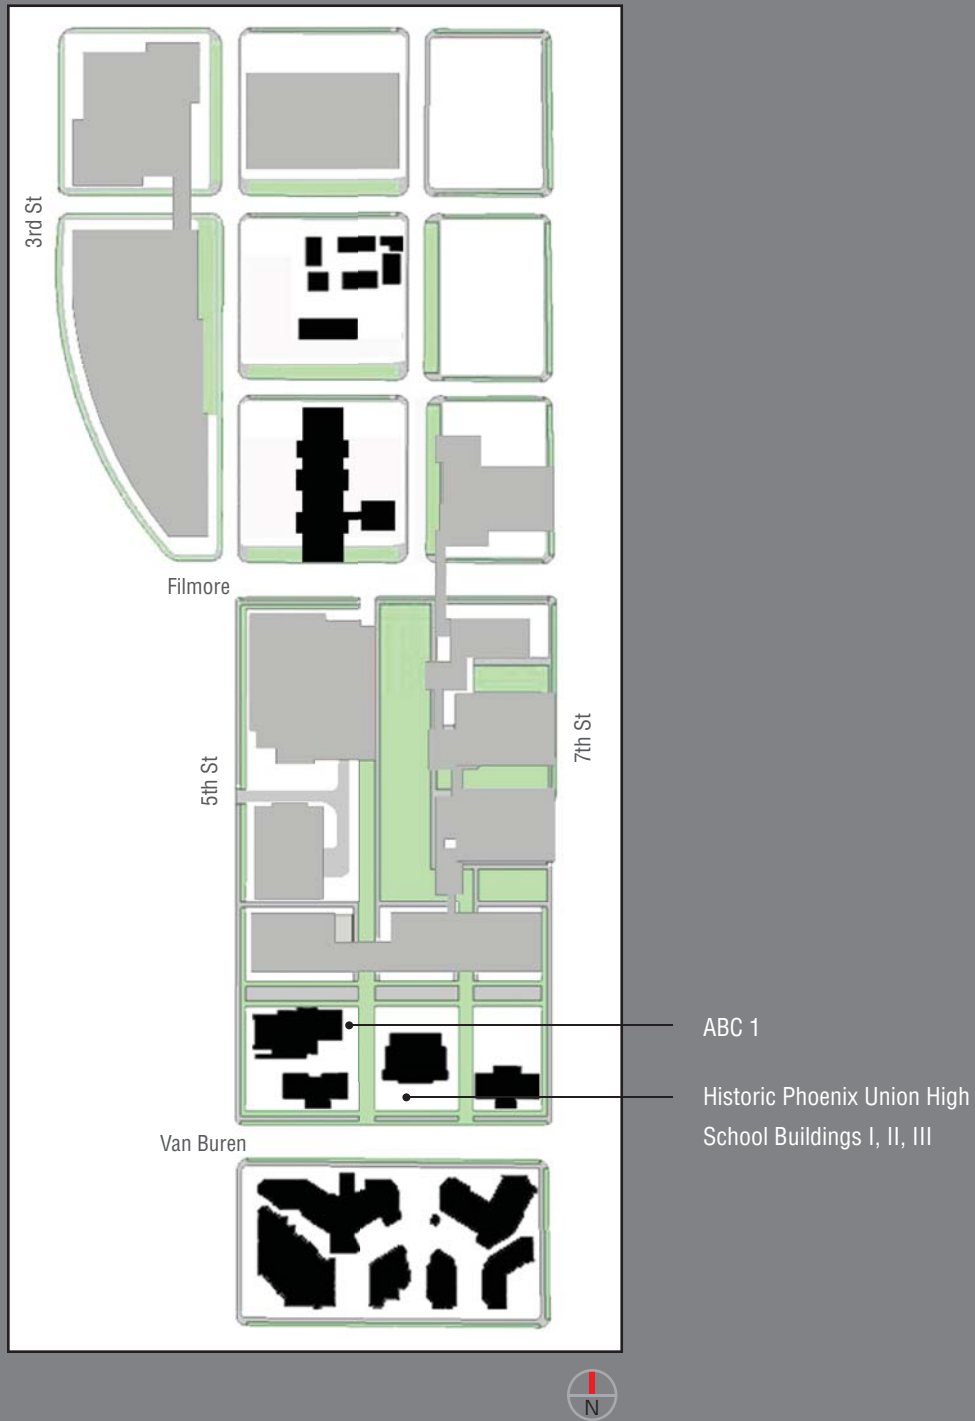 3rd St
Filmore
7th St
5th St
ABC 1
Historic Phoenix Union High
School Buildings I, II, III
Van Buren
N